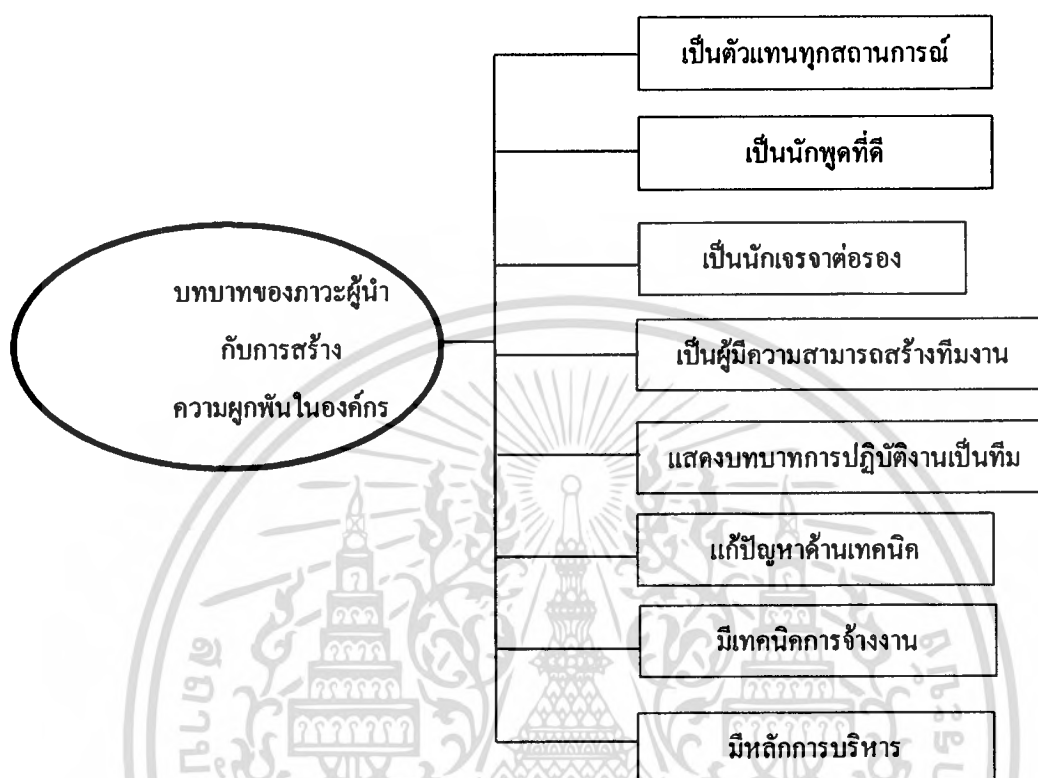 บทบาทของภาวะผู้นำ
กับการสร้าง
ความผูกพันในองค์กร
เป็นตัวแทนทุกสถานการณ์
เป็นนักพูดที่ดี
เป็นนักเจรจาต่อรอง
เป็นผู้มีความสามารถสร้างทีมงาน
แสดงบทบาทการปฏิบัติงานเป็นทีม
แก้ปัญหาด้านเทคนิค
มีเทคนิคการจ้างงาน
มีหลักการบริหาร